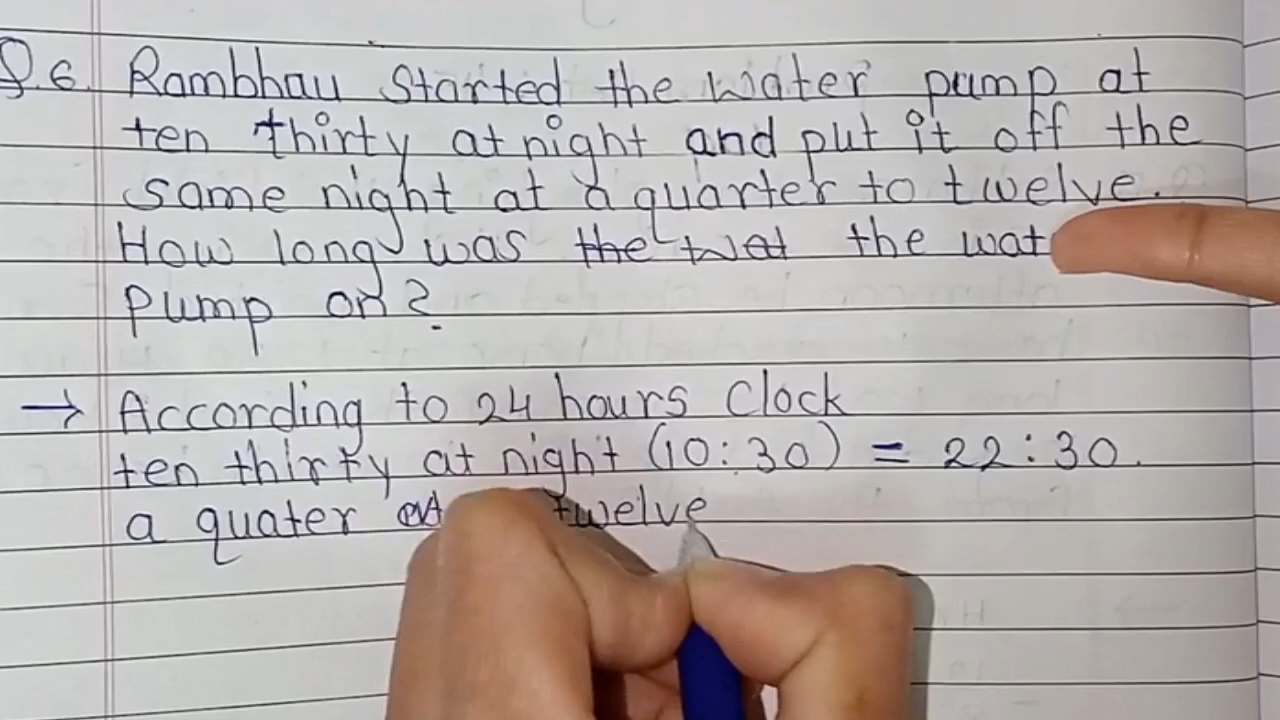 Q.6. Rambhau started the water pump at
ten thirty at night and put it off the
same night at a quarter to twelve.
How long was the wat the wat
pump on?
→ According to 24 hours clock
ten thirty at night (10:30) = 22:30.
a quater twelve